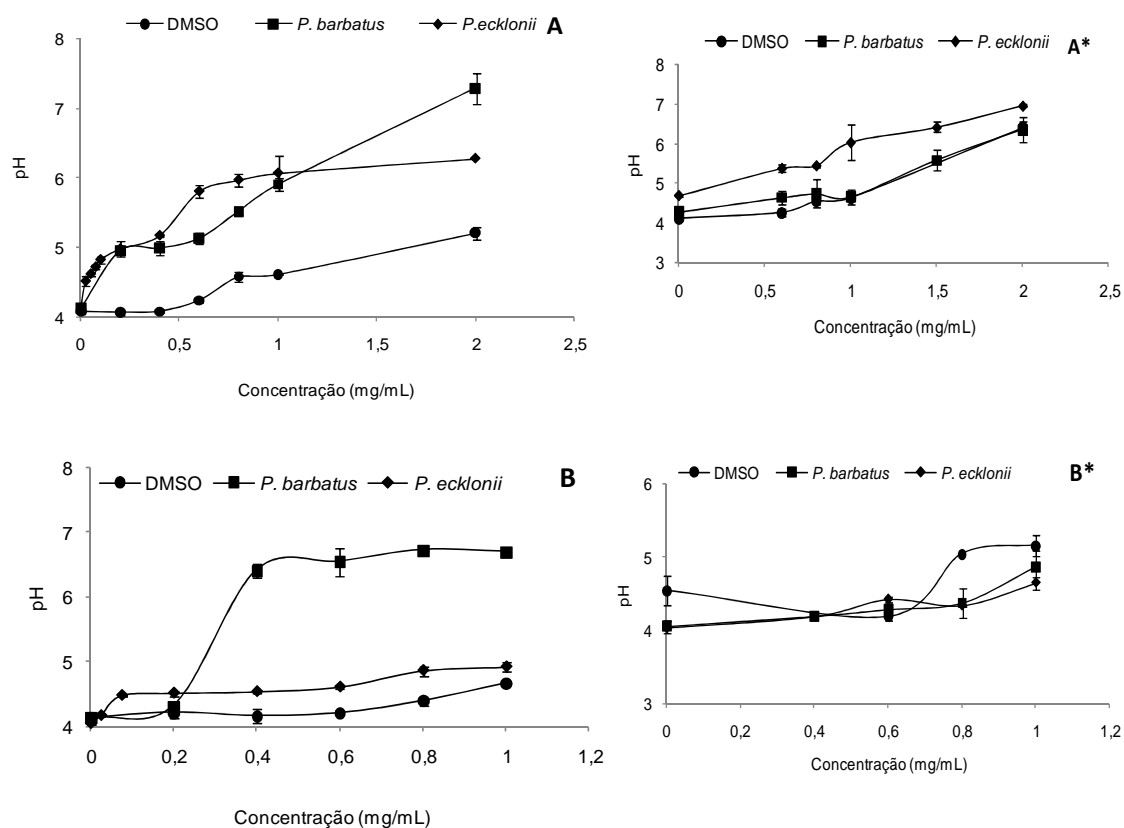 DMSO P. barbatus P.ecklonii A
8
7
6
5
4
pH
0 0,5 1 1,5 2 2,5
Concentração (mg/mL)
DMSO P. barbatus P. ecklonii A*
8
7
6
5
4
3
pH
0 0,5 1 1,5 2 2,5
Concentração (mg/mL)
DMSO P. barbatus P. ecklonii B
8
7
6
5
4
pH
0 0,2 0,4 0,6 0,8 1 1,2
Concentração (mg/mL)
DMSO P. barbatus P. ecklonii B*
6
5
4
3
pH
0 0,2 0,4 0,6 0,8 1 1,2
Concentração (mg/mL)